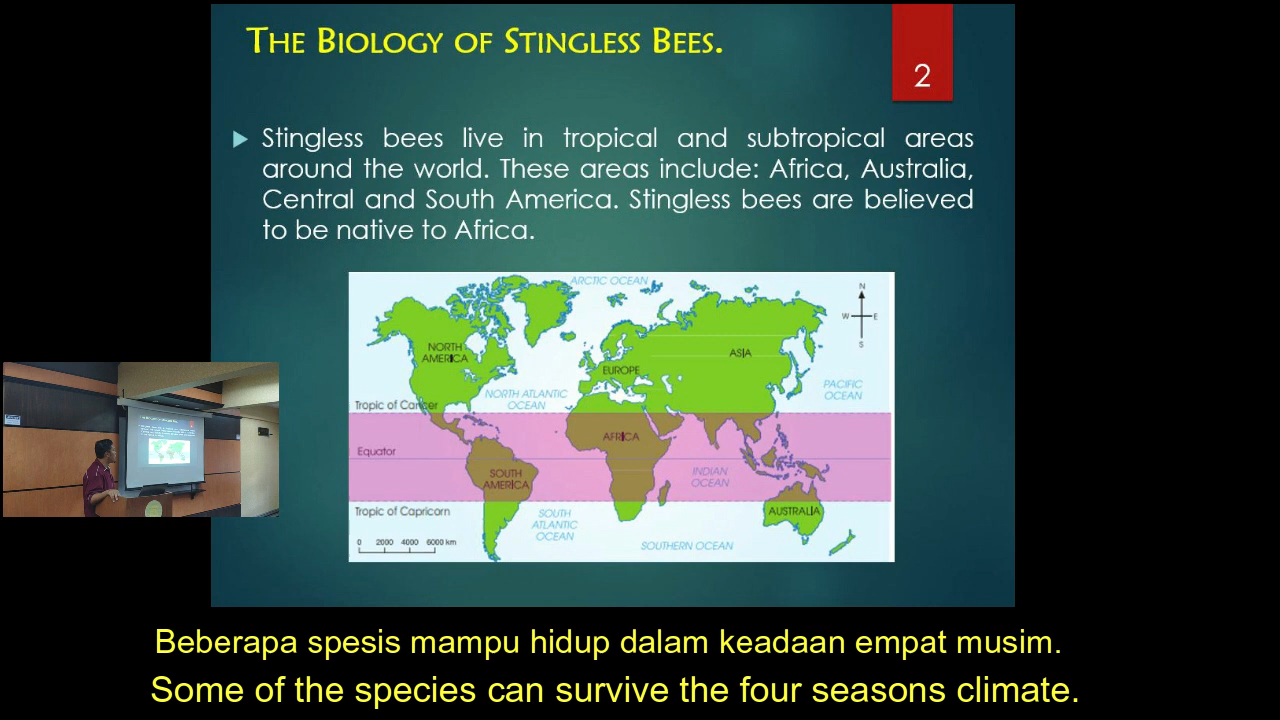 THE BIOLOGY OF STINGLESS BEES.
2
Stingless bees live in tropical and subtropical areas
around the world. These areas include: Africa, Australia,
Central and South America. Stingless bees are believed
to be native to Africa.
ARCTIC OCEAN
N
W E
S
NORTH
AMERICA
ASIA
EUROPE
PACIFIC
OCEAN
NORTH ATLANTIC
OCEAN
Tropic of Cancer
AFRICA
Equator
SOUTH
AMERICA
INDIAN
OCEAN
Tropic of Capricorn
SOUTH
ATLANTIC
OCEAN
AUSTRALIA
0 2000 4000 6000 km
SOUTHERN OCEAN
Beberapa spesis mampu hidup dalam keadaan empat musim.
Some of the species can survive the four seasons climate.